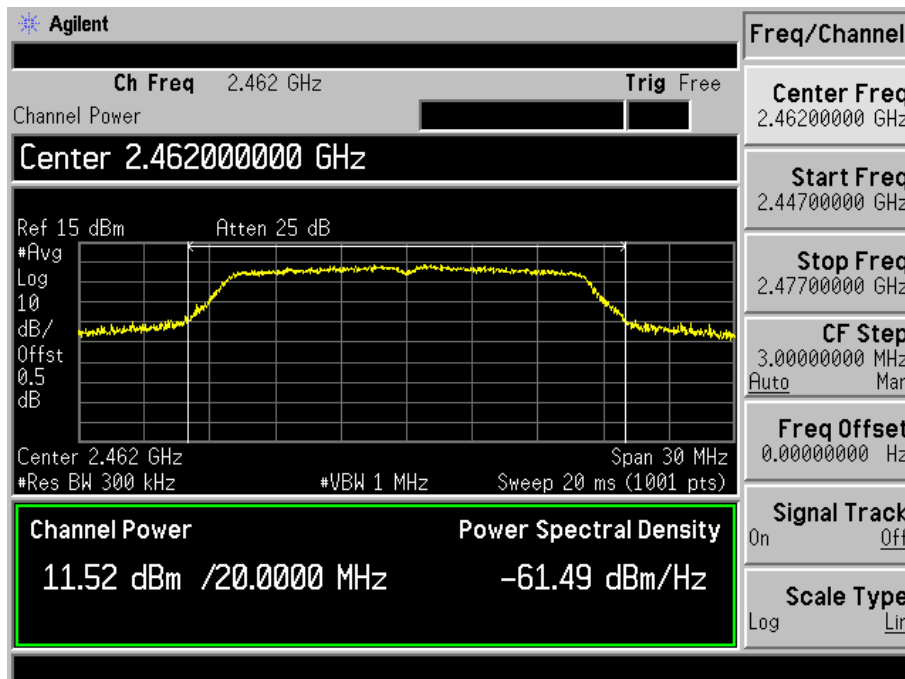 Agilent
Freq/Channel
Ch Freq 2.462 GHz Trig Free
Channel Power
Center 2.462000000 GHz
Ref 15 dBm Atten 25 dB
#Avg
Log
10
dB/
Offst
0.5
dB
Center 2.462 GHz Span 30 MHz
#Res BW 300 kHz #VBW 1 MHz Sweep 20 ms (1001 pts)
Channel Power Power Spectral Density
11.52 dBm /20.0000 MHz -61.49 dBm/Hz
Center Freq
2.46200000 GHz
Start Freq
2.44700000 GHz
Stop Freq
2.47700000 GHz
CF Step
3.00000000 MHz
Auto Man
Freq Offset
0.00000000 Hz
Signal Track
On Off
Scale Type
Log Lin